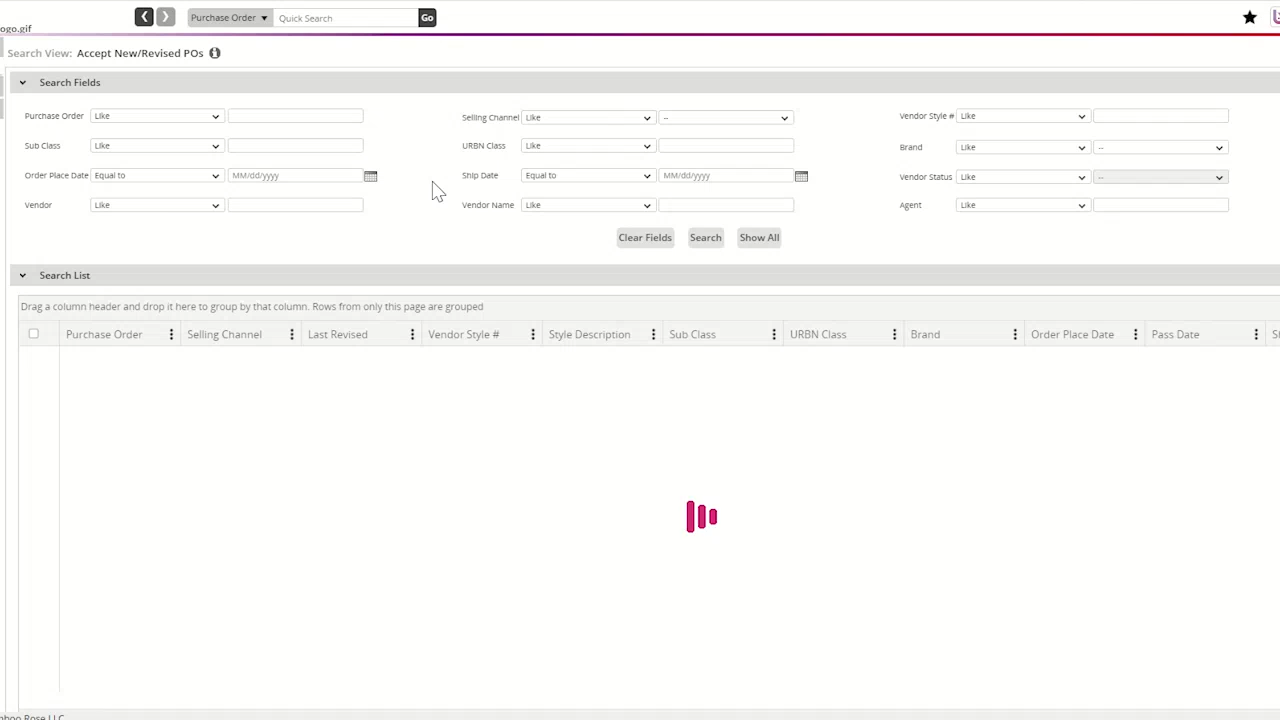 Purchase Order Quick Search Go
ogo.gif
Search View: Accept New/Revised POs
Search Fields
Purchase Order Like Selling Channel Like -- Vendor Style # Like
Sub Class Like URBN Class Like Brand Like --
Order Place Date Equal to MM/dd/yyyy Ship Date Equal to MM/dd/yyyy Vendor Status Like --
Vendor Like Vendor Name Like Agent Like
Clear Fields Search Show All
Search List
Drag a column header and drop it here to group by that column. Rows from only this page are grouped
Purchase Order Selling Channel Last Revised Vendor Style # Style Description Sub Class URBN Class Brand Order Place Date Pass Date
Rose LLC